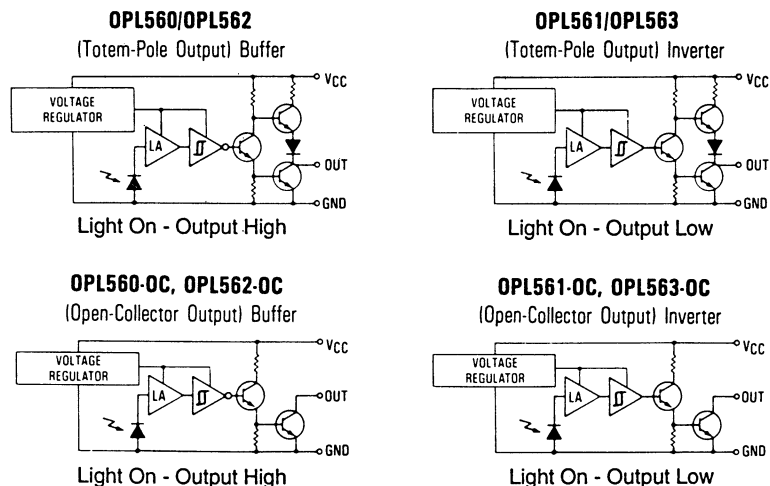 OPL560/OPL562
(Totem-Pole Output) Buffer
VCC
VOLTAGE
REGULATOR
LA
OUT
GND
Light On - Output High
OPL561/OPL563
(Totem-Pole Output) Inverter
VCC
VOLTAGE
REGULATOR
LA
OUT
GND
Light On - Output Low
OPL560-OC, OPL562-OC
(Open-Collector Output) Buffer
VCC
VOLTAGE
REGULATOR
LA
OUT
GND
Light On - Output High
OPL561-OC, OPL563-OC
(Open-Collector Output) Inverter
VCC
VOLTAGE
REGULATOR
LA
OUT
GND
Light On - Output Low